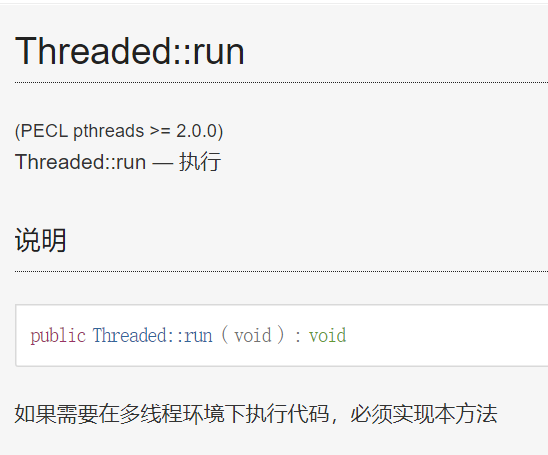 Threaded::run
(PECL pthreads >= 2.0.0)
Threaded::run — 执行
说明
public Threaded::run ( void ) : void
如果需要在多线程环境下执行代码，必须实现本方法